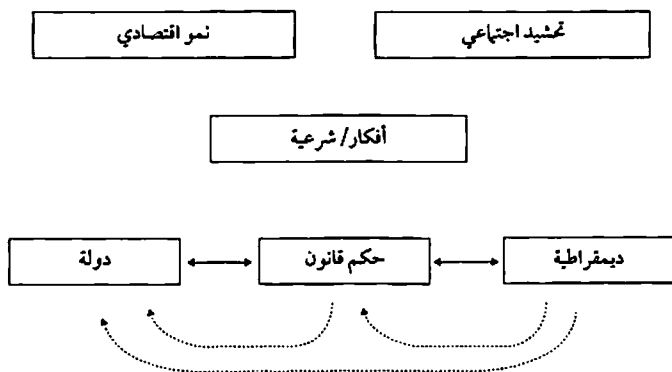 تحشيد اجتماعي
نمو اقتصادي
أفكار/ شرعية
ديمقراطية
حكم قانون
دولة